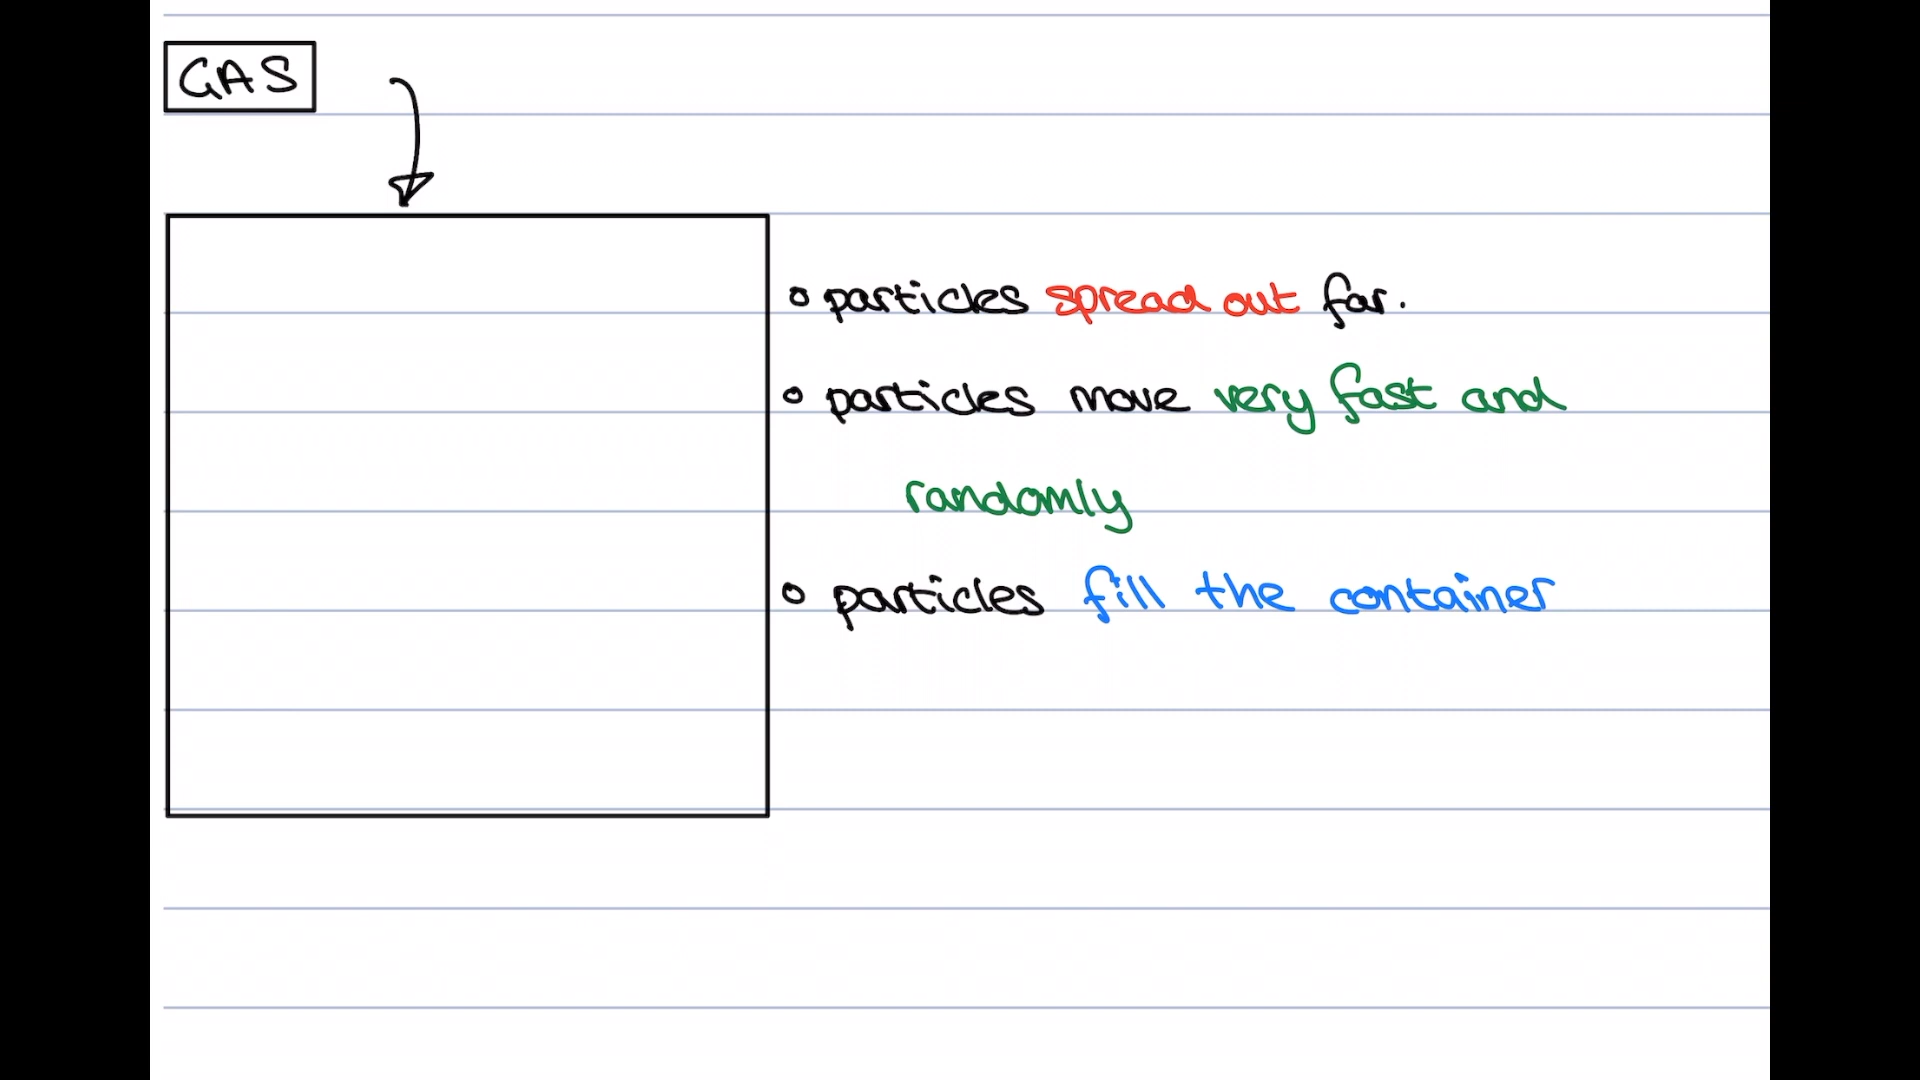 GAS
particles spread out far.
particles move very fast and
randomly
particles fill the container